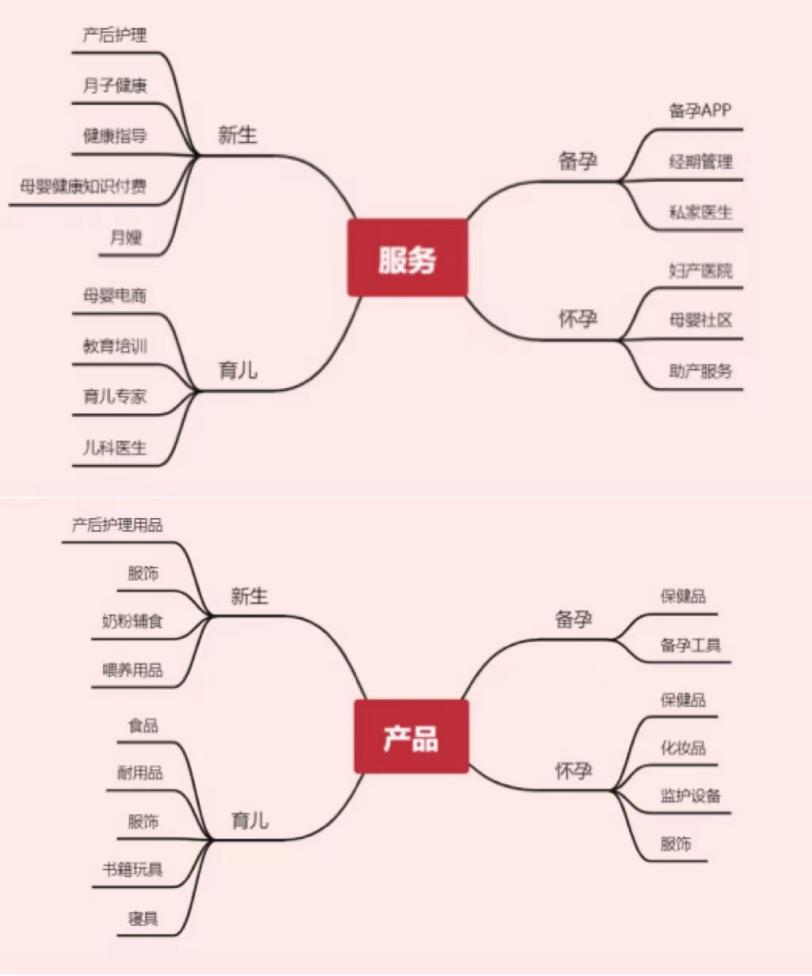 产后护理
月子健康
健康指导
母婴健康知识付费
月嫂
新生
母婴电商
教育培训
育儿专家
儿科医生
育儿
服务
备孕
备孕APP
经期管理
私家医生
怀孕
妇产医院
母婴社区
助产服务
产后护理用品
服饰
奶粉辅食
喂养用品
新生
食品
耐用品
服饰
书籍玩具
寝具
育儿
产品
备孕
保健品
备孕工具
怀孕
保健品
化妆品
监护设备
服饰